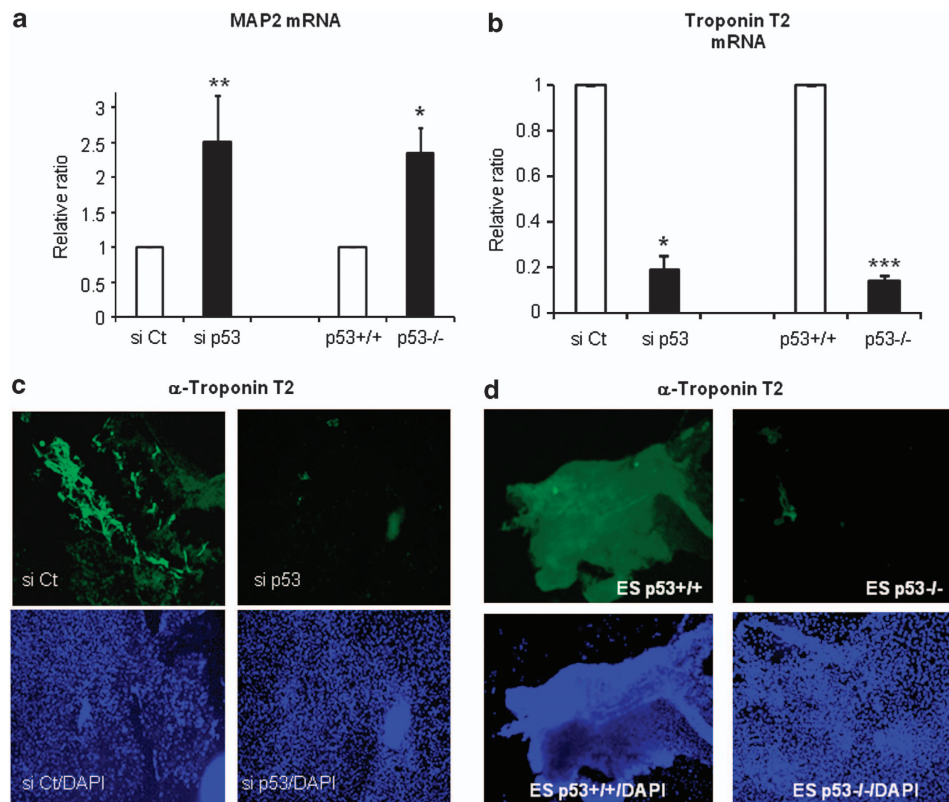 a
MAP2 mRNA
Relative ratio
3
2.5
2
1.5
1
0.5
0
**
*
si Ct
si p53
p53+/+
p53-/-
b
Troponin T2
mRNA
Relative ratio
1
0.8
0.6
0.4
0.2
0
*
***
si Ct
si p53
p53+/+
p53-/-
c
α-Troponin T2
si Ct
si p53
si Ct/DAPI
si p53/DAPI
d
α-Troponin T2
ES p53+/+
ES p53-/-
ES p53+/+/DAPI
ES p53-/-/DAPI